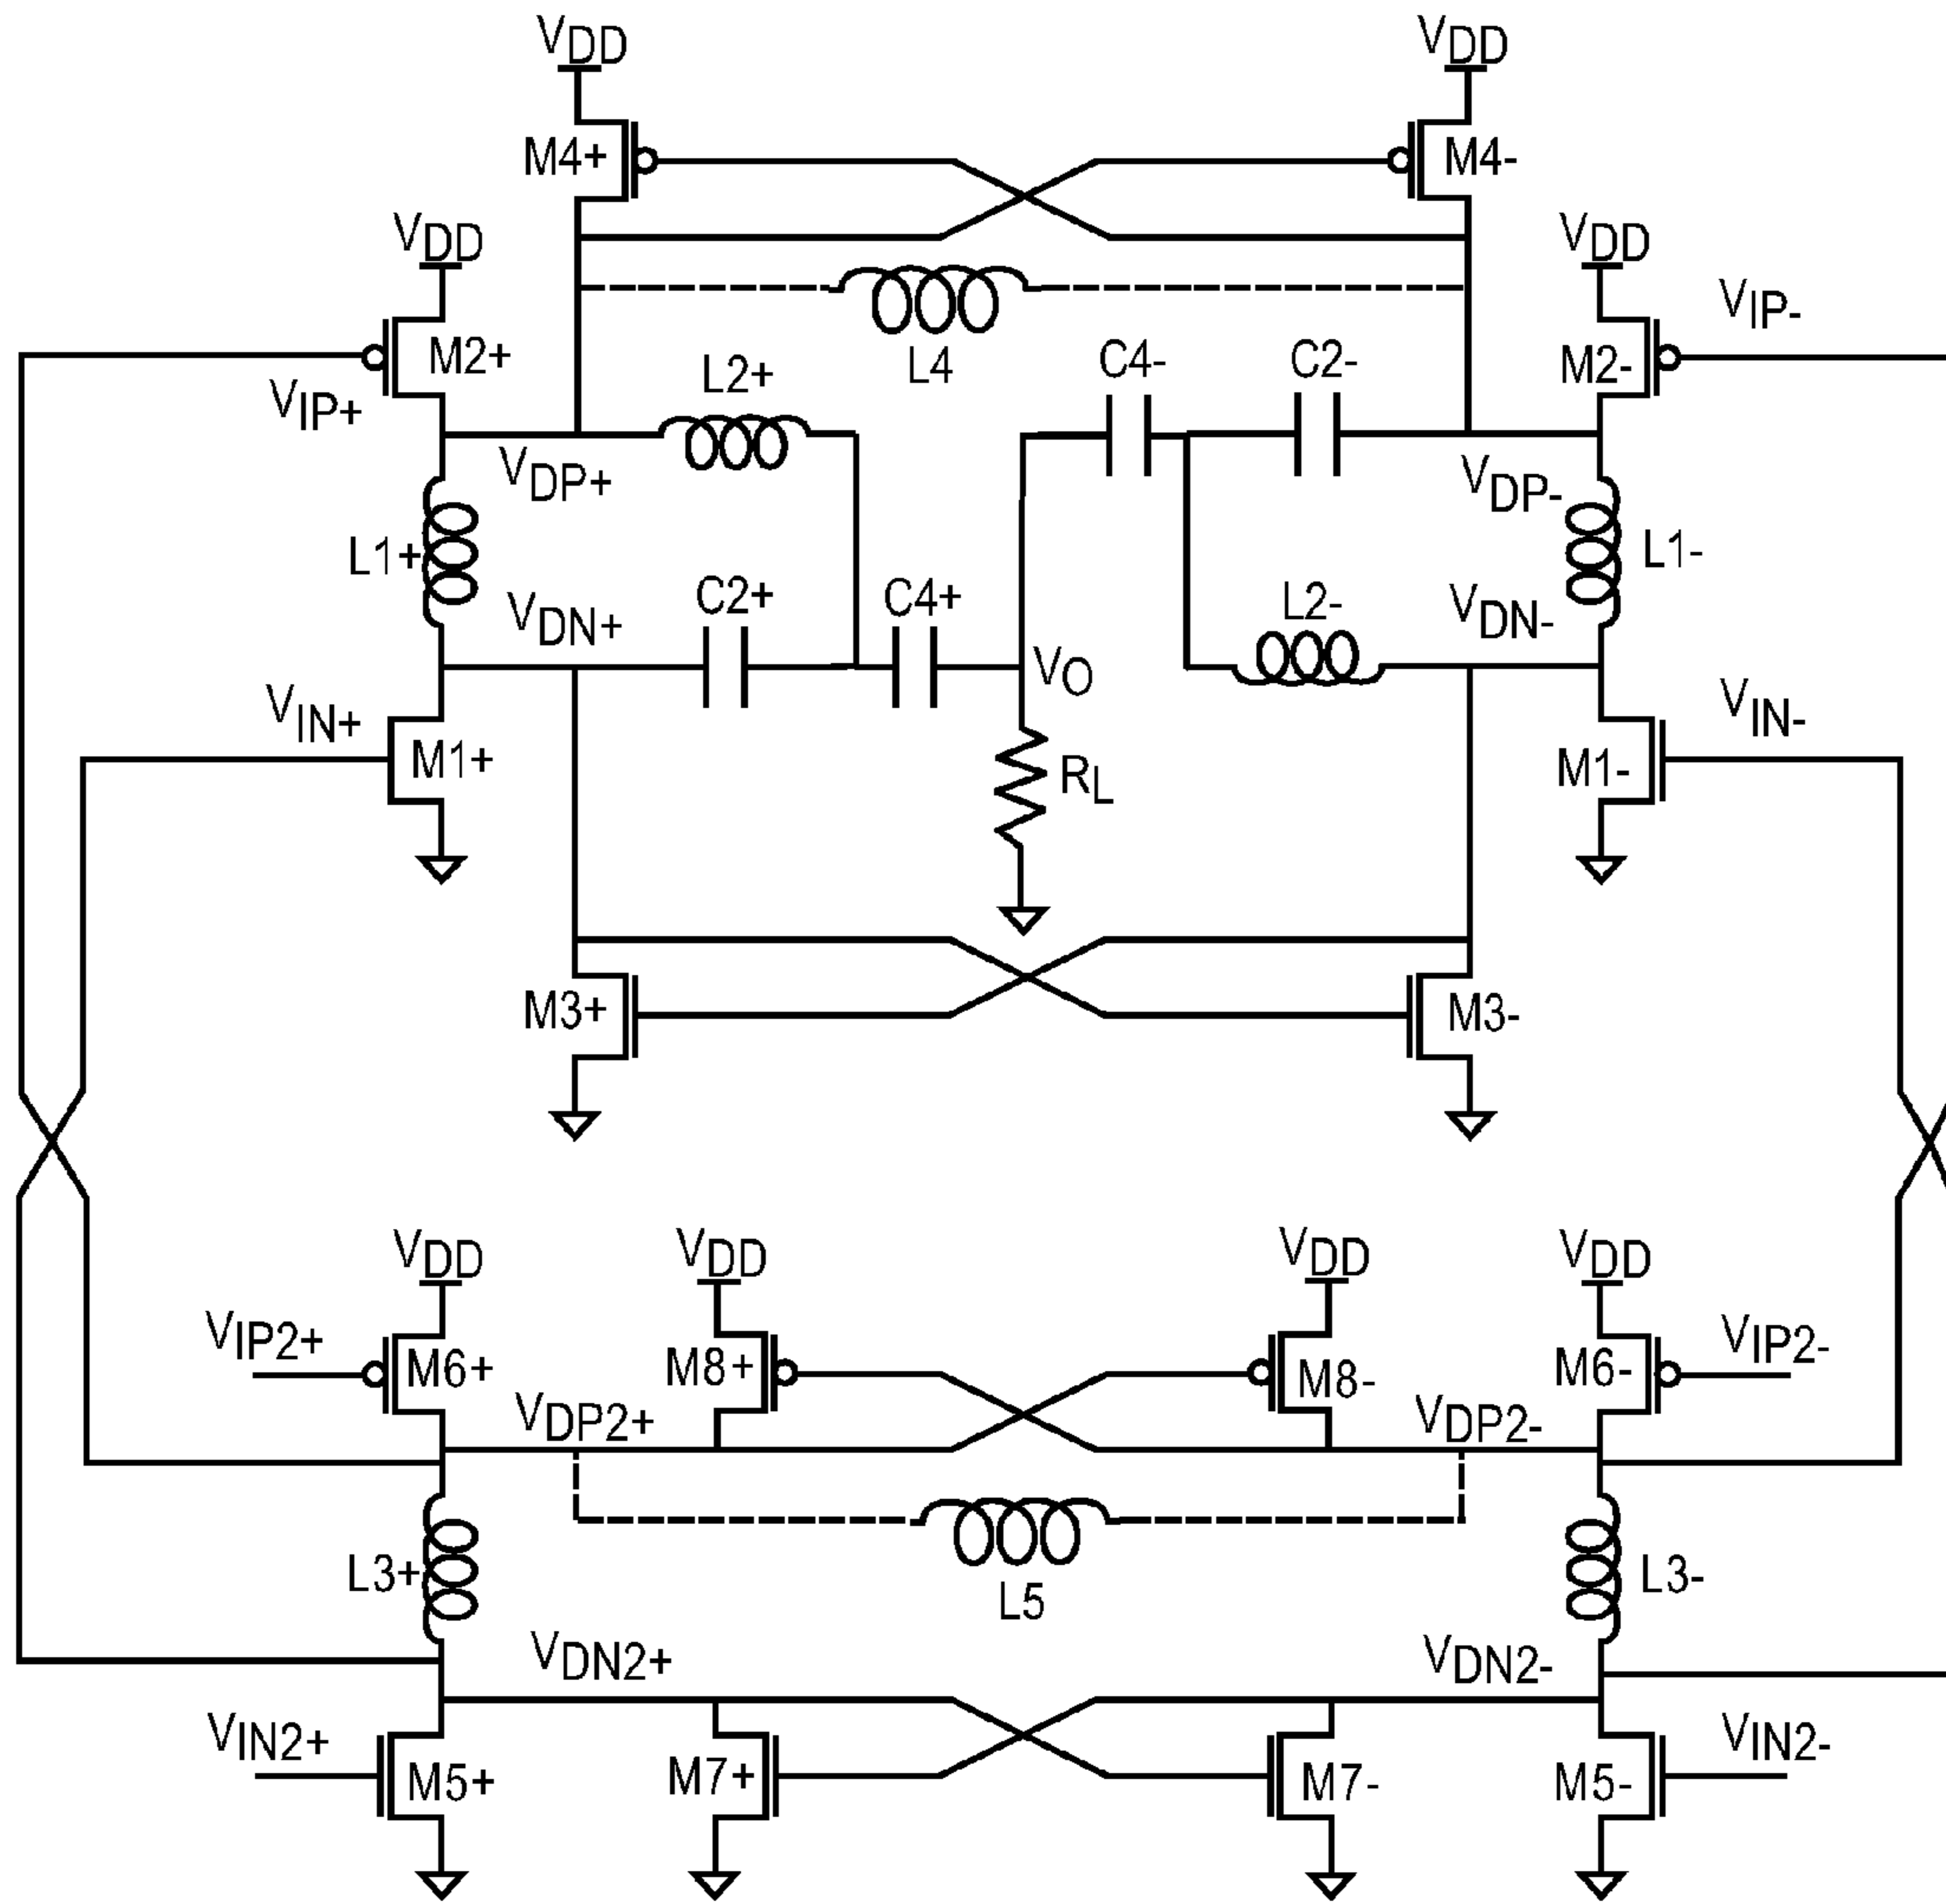 VDD VDD
M4+ M4-
VDD VDD
VIP-
M2+ L4 C4- C2- M2-
L2+
VIP+
VDP+ VDP-
L1+ L1-
C2+ C4+ L2-
VDN+ VDN-
VO
VIN+ VIN-
M1+ RL M1-
M3+ M3-
VDD VDD VDD VDD
VIP2+ VIP2-
M6+ M8+ M8- M6-
VDP2+ VDP2-
L3+ L5 L3-
VDN2+ VDN2-
VIN2+ VIN2-
M5+ M7+ M7- M5-